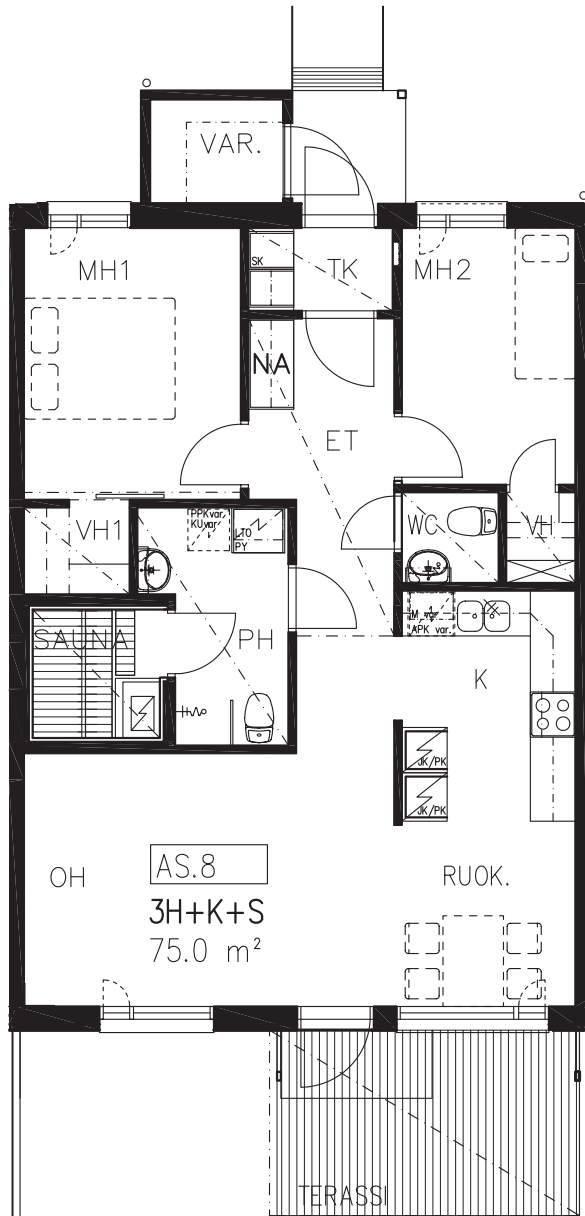 VAR.
MH1
SK
TK
MH2
NA
ET
PPKvar.
KUvar.
LTO
PY
WC
VH1
VH
SAUNA
PH
APK var.
K
JK/PK
JK/PK
OH
AS.8
RUOK.
3H+K+S
75.0 m²
TERASSI